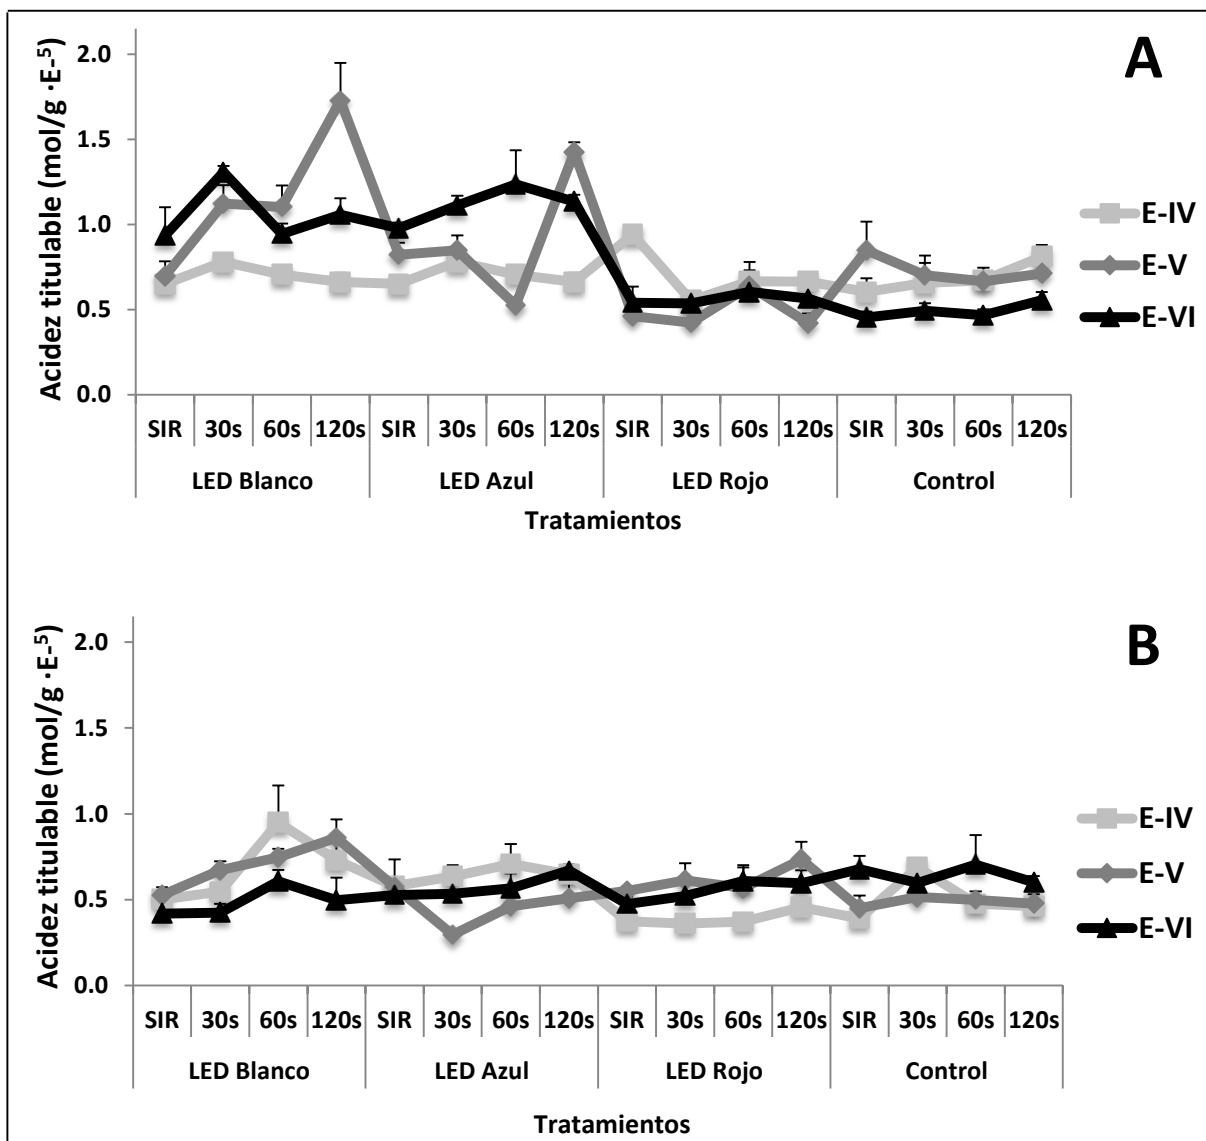 A
Acidez titulable (mol/g ·E-⁵)
2.0
1.5
1.0
0.5
0.0
E-IV
E-V
E-VI
SIR 30s 60s 120s SIR 30s 60s 120s SIR 30s 60s 120s SIR 30s 60s 120s
LED Blanco LED Azul LED Rojo Control
Tratamientos
B
Acidez titulable (mol/g ·E-⁵)
2.0
1.5
1.0
0.5
0.0
E-IV
E-V
E-VI
SIR 30s 60s 120s SIR 30s 60s 120s SIR 30s 60s 120s SIR 30s 60s 120s
LED Blanco LED Azul LED Rojo Control
Tratamientos